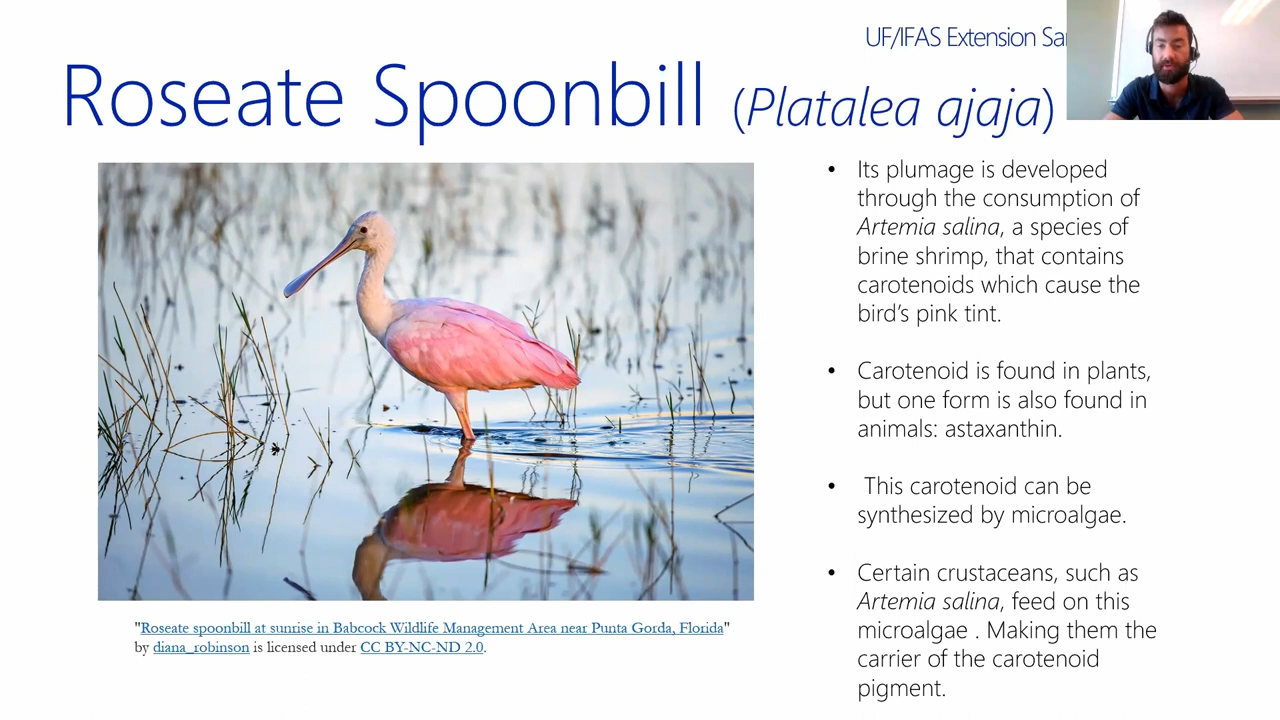 UF/IFAS Extension
Roseate Spoonbill (Platalea ajaja)
• Its plumage is developed
through the consumption of
Artemia salina, a species of
brine shrimp, that contains
carotenoids which cause the
bird's pink tint.
• Carotenoid is found in plants,
but one form is also found in
animals: astaxanthin.
• This carotenoid can be
synthesized by microalgae.
• Certain crustaceans, such as
Artemia salina, feed on this
microalgae . Making them the
carrier of the carotenoid
pigment.
"Roseate spoonbill at sunrise in Babcock Wildlife Management Area near Punta Gorda, Florida"
by diana_robinson is licensed under CC BY-NC-ND 2.0.